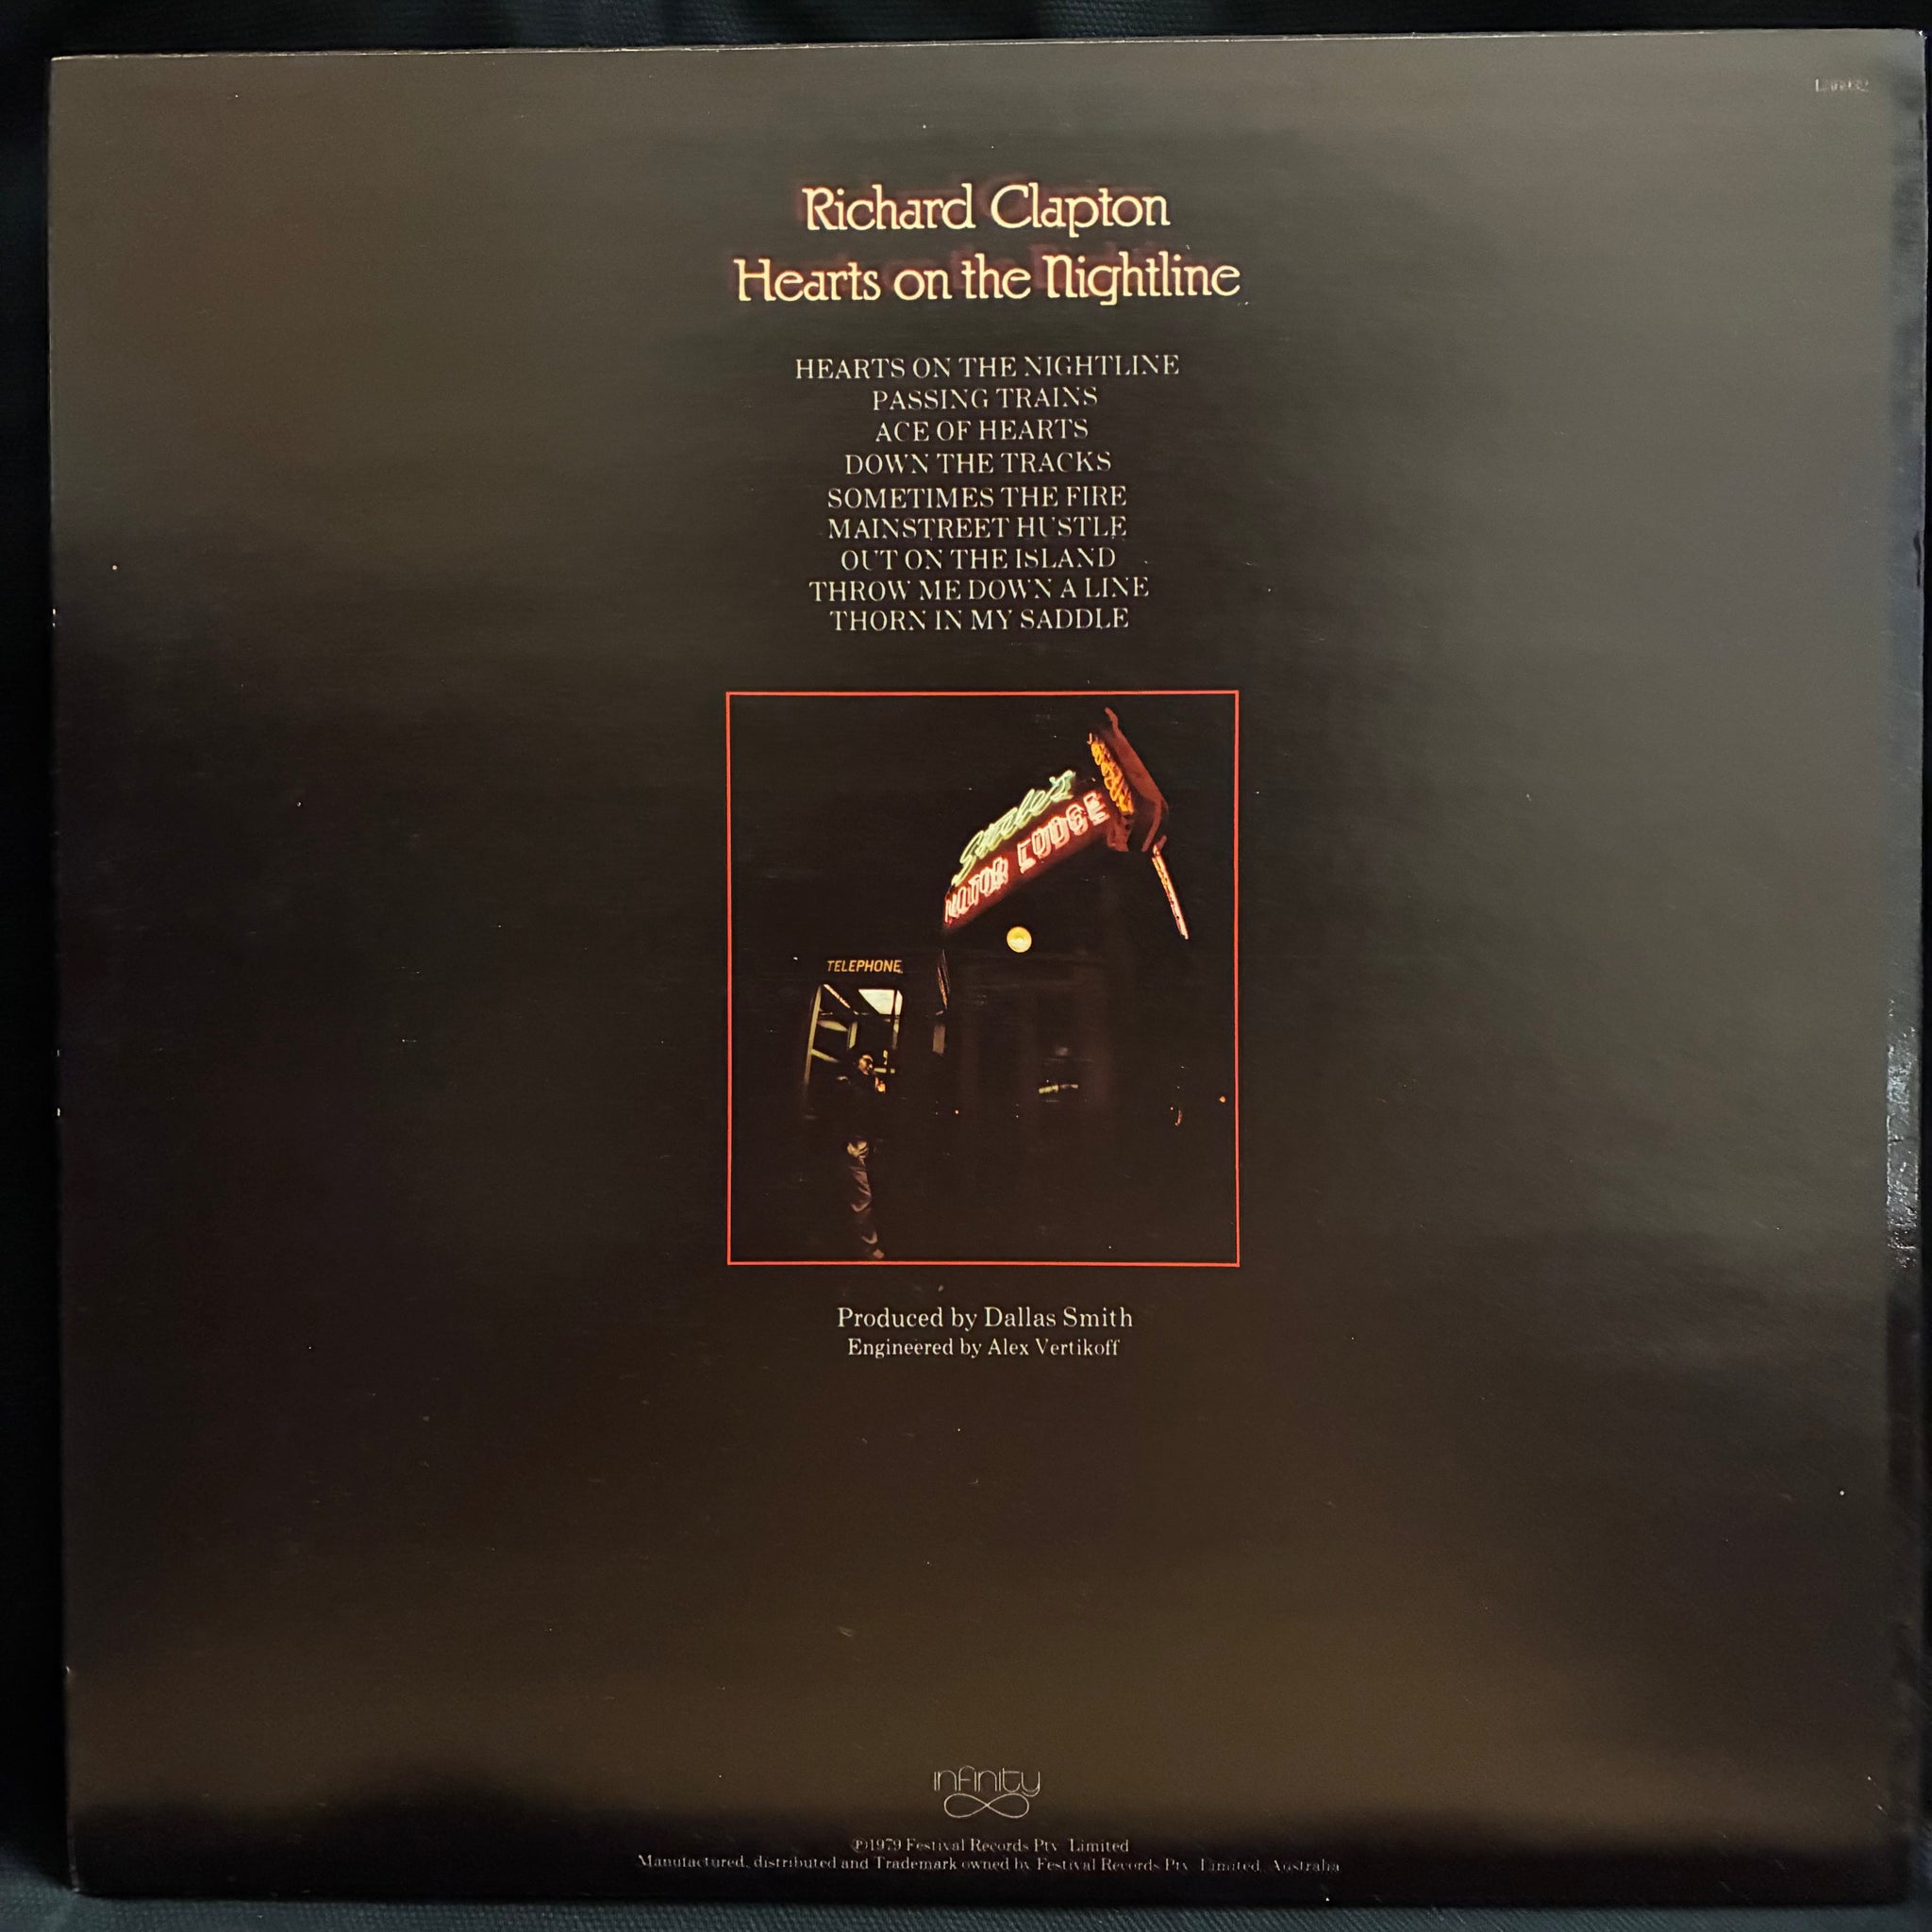 Richard Clapton
Hearts on the Nightline
HEARTS ON THE NIGHTLINE
PASSING TRAINS
ACE OF HEARTS
DOWN THE TRACKS
SOMETIMES THE FIRE
MAINSTREET HUSTLE
OUT ON THE ISLAND
THROW ME DOWN A LINE
THORN IN MY SADDLE
MOTOR LODGE
TELEPHONE
Produced by Dallas Smith
Engineered by Alex Vertikoff
infinity
℗1979 Festival Records Pty. Limited
Manufactured, distributed and Trademark owned by Festival Records Pty. Limited, Australia